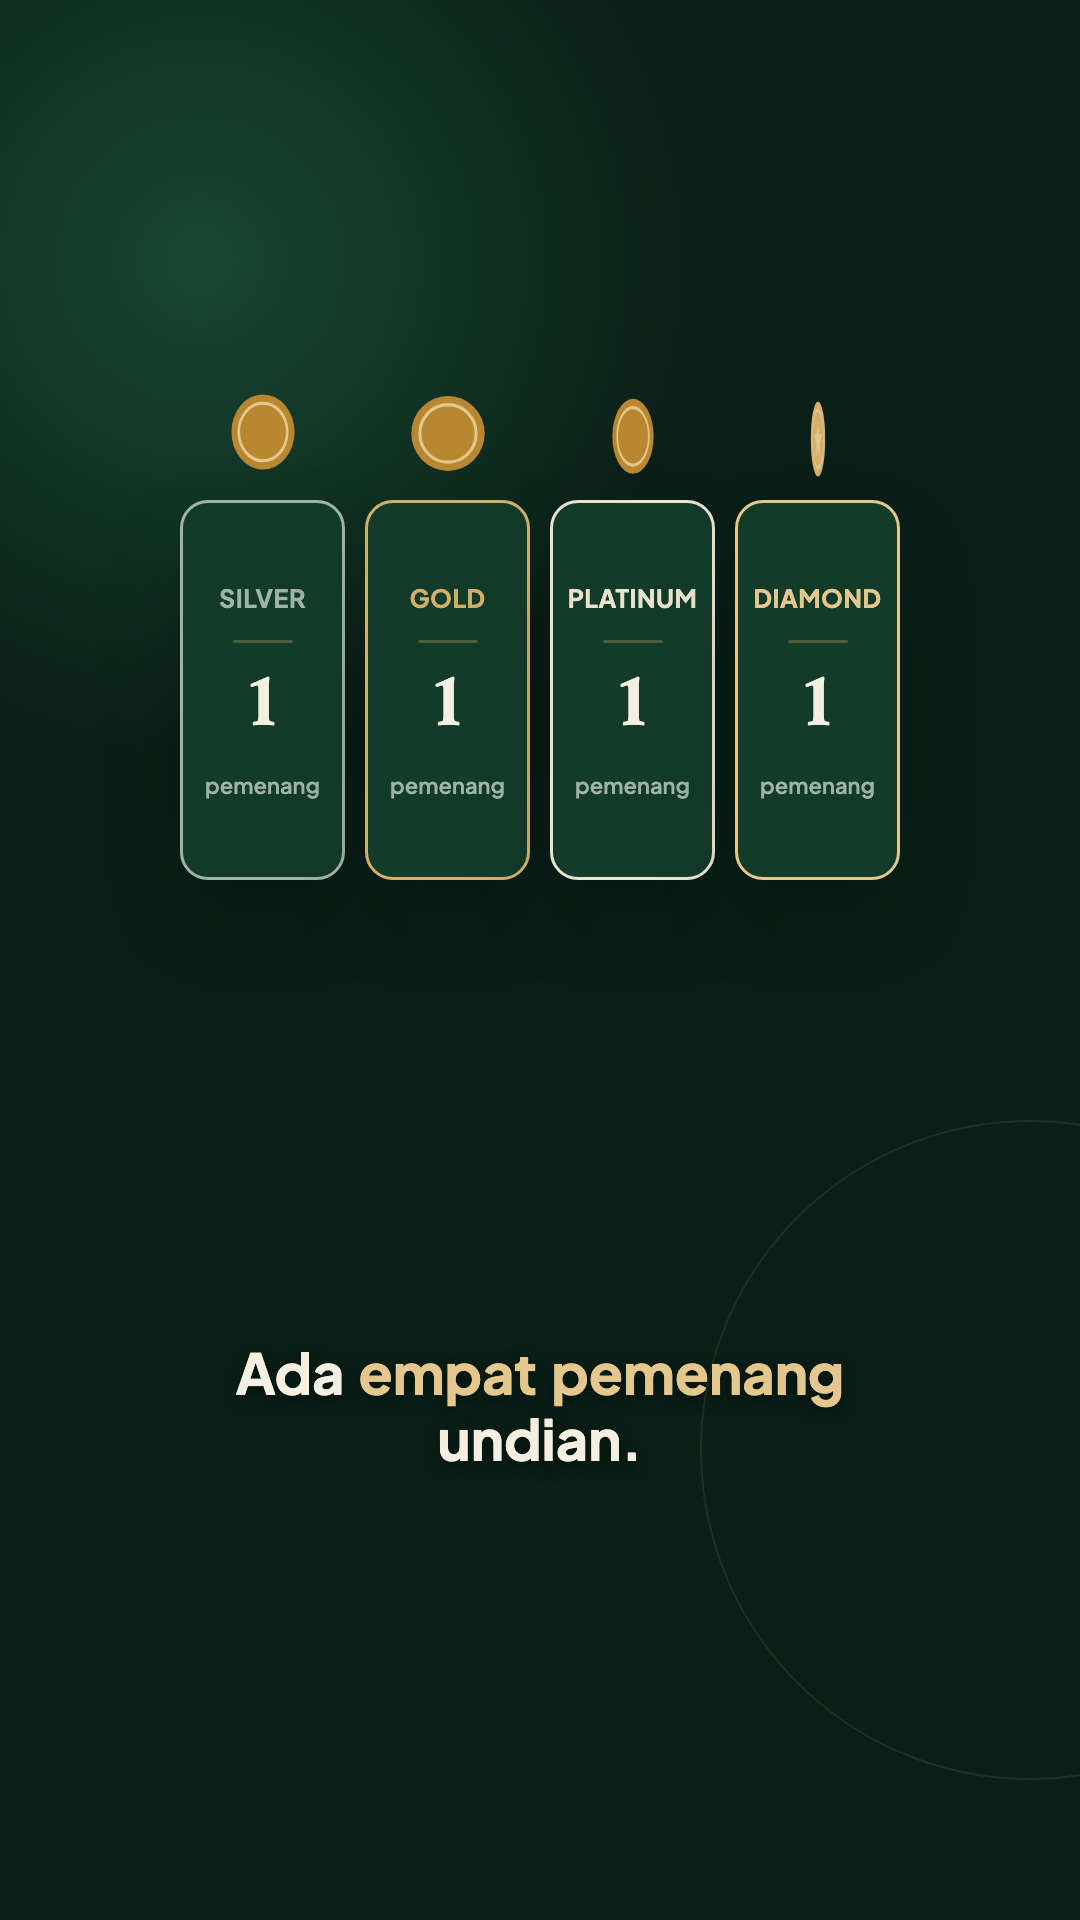 SILVER GOLD PLATINUM DIAMOND
1 1 1 1
pemenang pemenang pemenang pemenang
Ada empat pemenang
undian.